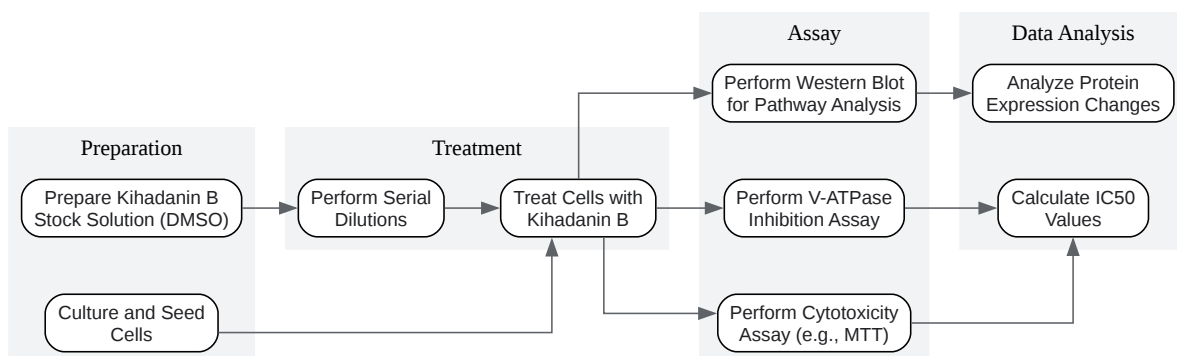 Preparation
Prepare Kihadanin B
Stock Solution (DMSO)
Culture and Seed
Cells
Treatment
Perform Serial
Dilutions
Treat Cells with
Kihadanin B
Assay
Perform Western Blot
for Pathway Analysis
Perform V-ATPase
Inhibition Assay
Perform Cytotoxicity
Assay (e.g., MTT)
Data Analysis
Analyze Protein
Expression Changes
Calculate IC50
Values